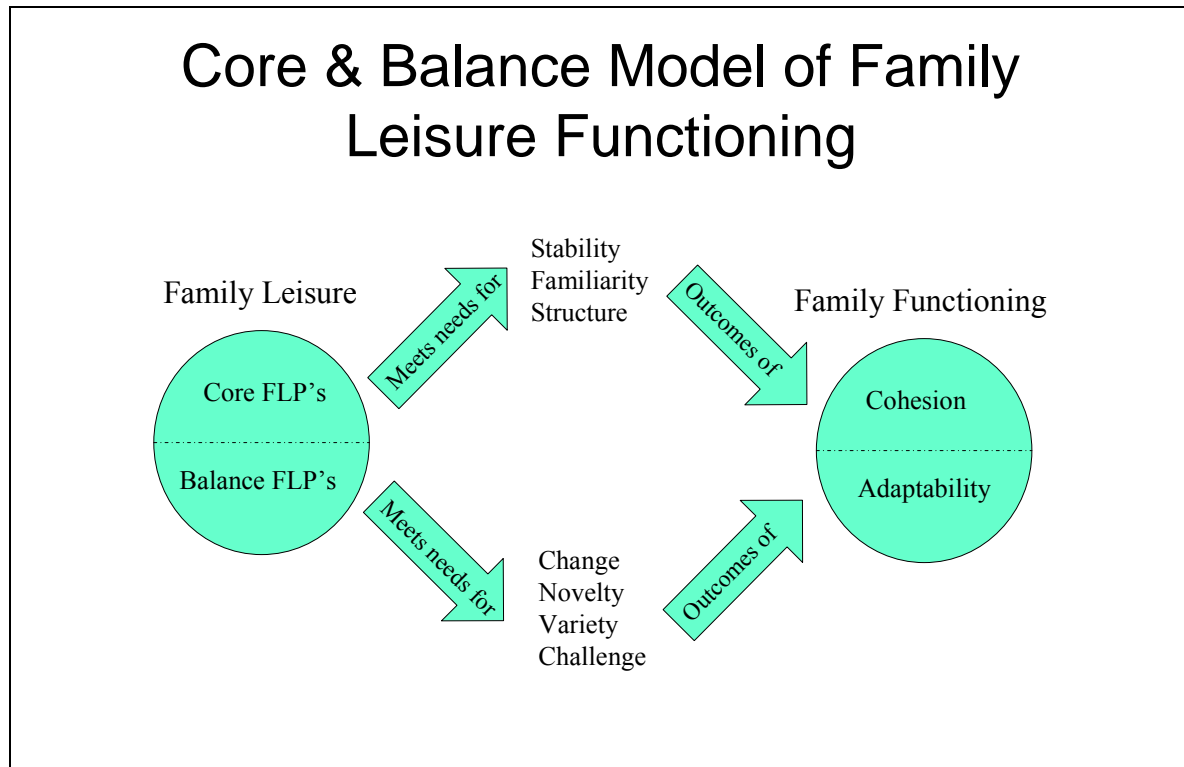 Core & Balance Model of Family
Leisure Functioning
Family Leisure
Core FLP's
Balance FLP's
Meets needs for
Stability
Familiarity
Structure
Outcomes of
Meets needs for
Change
Novelty
Variety
Challenge
Outcomes of
Family Functioning
Cohesion
Adaptability